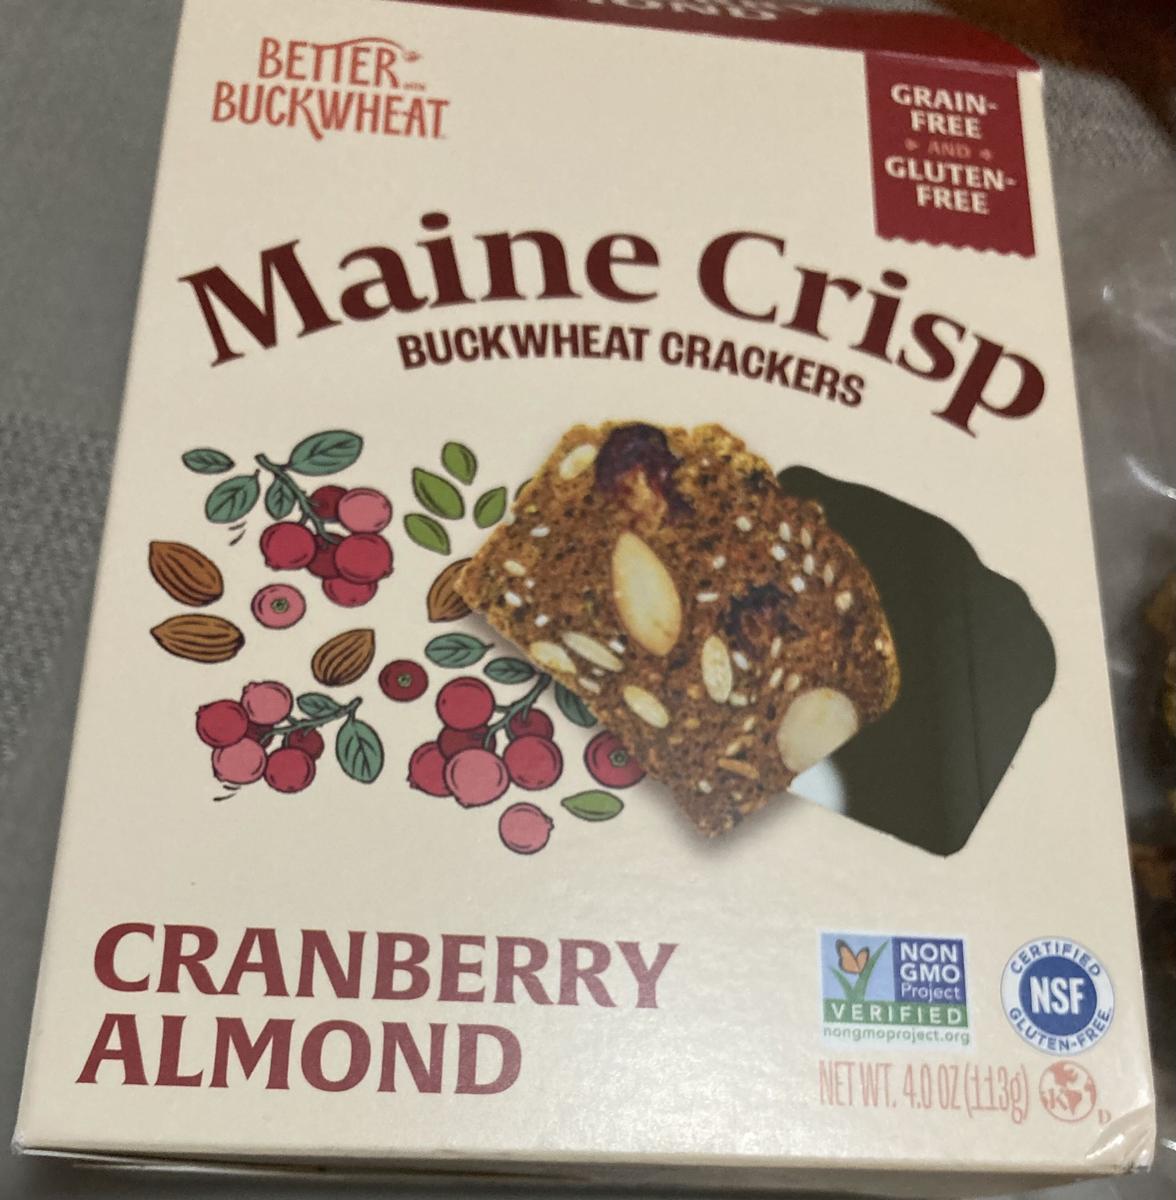 BETTER WITH
BUCKWHEAT
GRAIN-
FREE
AND
GLUTEN-
FREE
Maine Crisp
BUCKWHEAT CRACKERS
CRANBERRY
ALMOND
NON
GMO
Project
VERIFIED
nongmoproject.org
CERTIFIED
NSF
GLUTEN-FREE
NET WT. 4.0 OZ (113g)
K
D